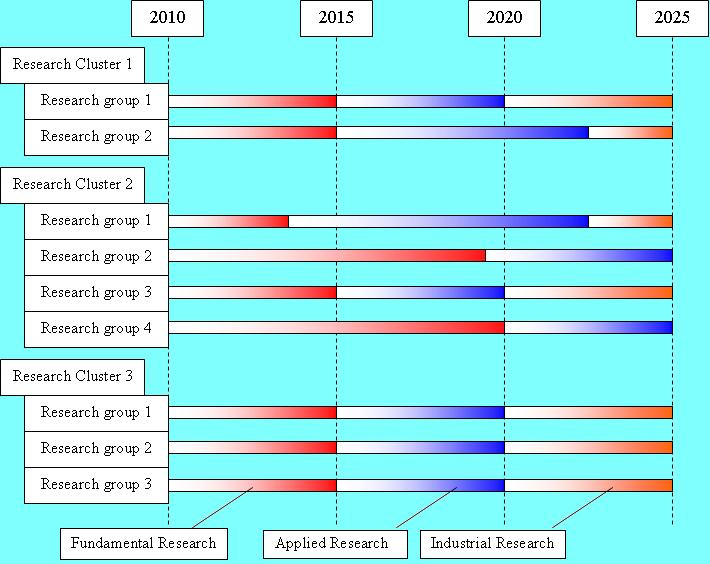 2010 2015 2020 2025
Research Cluster 1
Research group 1
Research group 2
Research Cluster 2
Research group 1
Research group 2
Research group 3
Research group 4
Research Cluster 3
Research group 1
Research group 2
Research group 3
Fundamental Research Applied Research Industrial Research